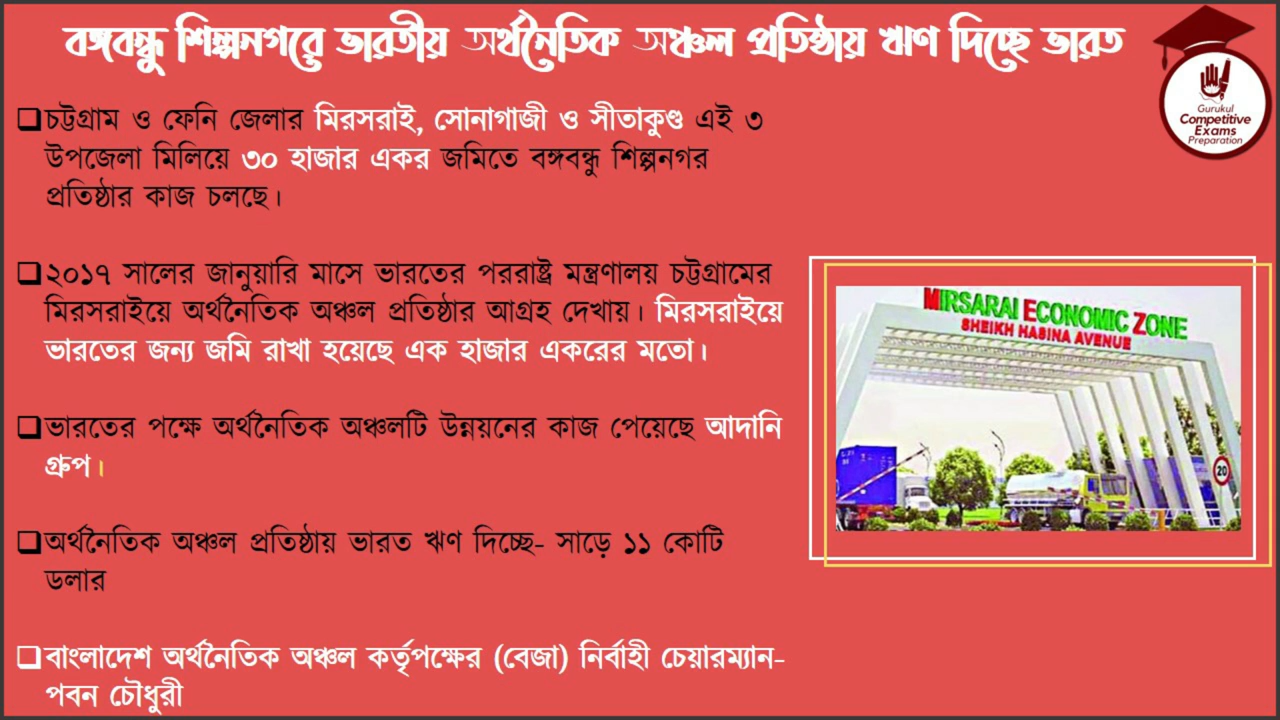 বঙ্গবন্ধু শিল্পনগরে ভারতীয় অর্থনৈতিক অঞ্চল প্রতিষ্ঠায় ঋণ দিচ্ছে ভারত
Gurukul
Competitive
Exams
Preparation
❑চট্টগ্রাম ও ফেনি জেলার মিরসরাই, সোনাগাজী ও সীতাকুণ্ড এই ৩
উপজেলা মিলিয়ে ৩০ হাজার একর জমিতে বঙ্গবন্ধু শিল্পনগর
প্রতিষ্ঠার কাজ চলছে।
❑২০১৭ সালের জানুয়ারি মাসে ভারতের পররাষ্ট্র মন্ত্রণালয় চট্টগ্রামের
মিরসরাইয়ে অর্থনৈতিক অঞ্চল প্রতিষ্ঠার আগ্রহ দেখায়। মিরসরাইয়ে
ভারতের জন্য জমি রাখা হয়েছে এক হাজার একরের মতো।
❑ভারতের পক্ষে অর্থনৈতিক অঞ্চলটি উন্নয়নের কাজ পেয়েছে আদানি
গ্রুপ।
❑অর্থনৈতিক অঞ্চল প্রতিষ্ঠায় ভারত ঋণ দিচ্ছে- সাড়ে ১১ কোটি
ডলার
❑বাংলাদেশ অর্থনৈতিক অঞ্চল কর্তৃপক্ষের (বেজা) নির্বাহী চেয়ারম্যান-
পবন চৌধুরী
MIRSARAI ECONOMIC ZONE
SHEIKH HASINA AVENUE
20